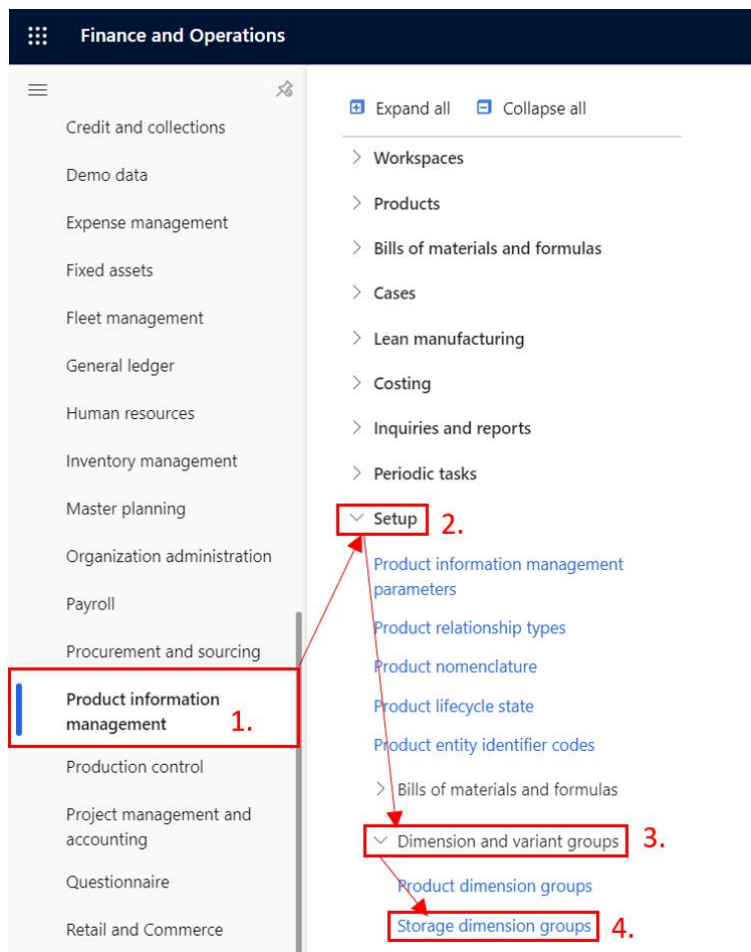 Finance and Operations
Credit and collections
Demo data
Expense management
Fixed assets
Fleet management
General ledger
Human resources
Inventory management
Master planning
Organization administration
Payroll
Procurement and sourcing
Product information
management
1.
Production control
Project management and
accounting
Questionnaire
Retail and Commerce
Expand all
Collapse all
Workspaces
Products
Bills of materials and formulas
Cases
Lean manufacturing
Costing
Inquiries and reports
Periodic tasks
Setup
2.
Product information management
parameters
Product relationship types
Product nomenclature
Product lifecycle state
Product entity identifier codes
Bills of materials and formulas
Dimension and variant groups
3.
Product dimension groups
Storage dimension groups
4.